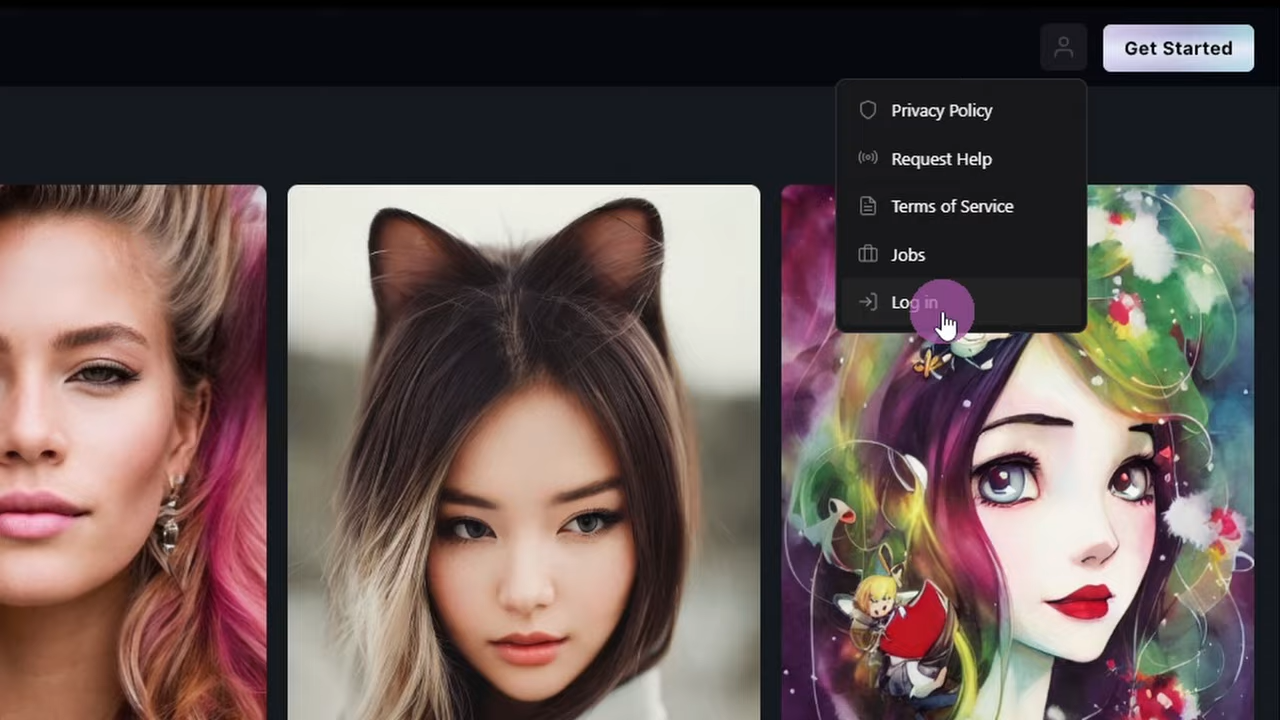 Get Started
Privacy Policy
Request Help
Terms of Service
Jobs
Log in